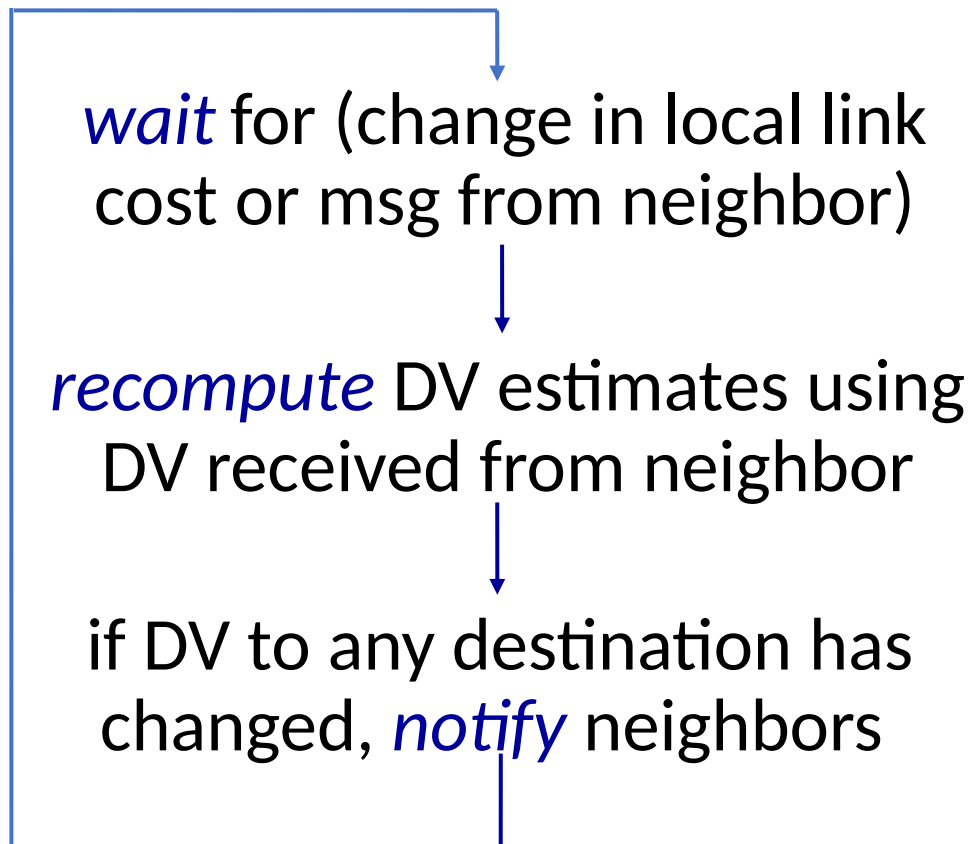 wait for (change in local link
cost or msg from neighbor)
recompute DV estimates using
DV received from neighbor
if DV to any destination has
changed, notify neighbors